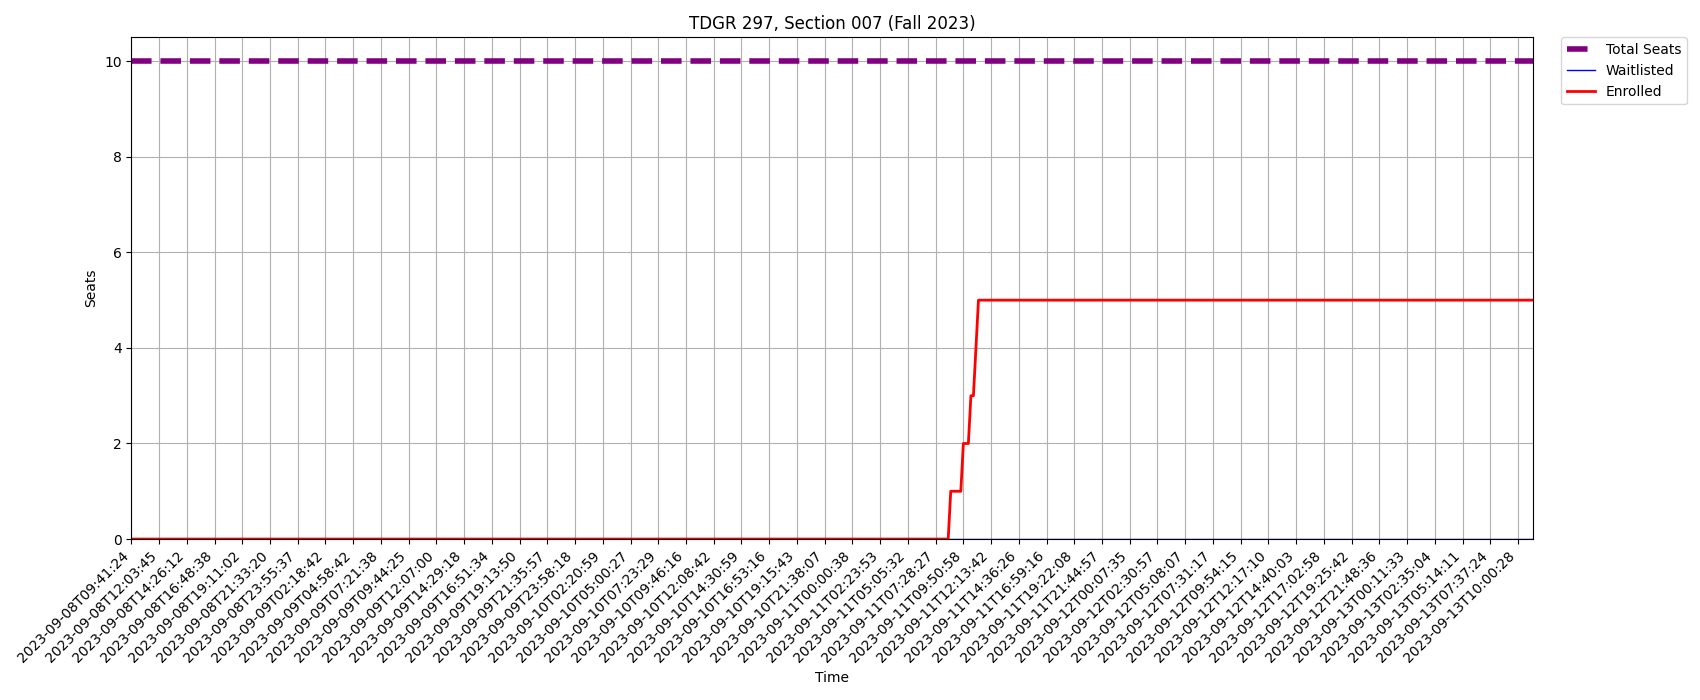 TDGR 297, Section 007 (Fall 2023)
Total Seats
Waitlisted
Enrolled
10
8
6
4
2
0
Seats
2023-09-08T09:41:24
2023-09-08T12:03:45
2023-09-08T14:26:12
2023-09-08T16:48:38
2023-09-08T19:11:02
2023-09-08T21:33:20
2023-09-08T23:55:37
2023-09-09T02:18:42
2023-09-09T04:58:42
2023-09-09T07:21:38
2023-09-09T09:44:25
2023-09-09T12:07:00
2023-09-09T14:29:18
2023-09-09T16:51:34
2023-09-09T19:13:50
2023-09-09T21:35:57
2023-09-09T23:58:18
2023-09-10T02:20:59
2023-09-10T05:00:27
2023-09-10T07:23:29
2023-09-10T09:46:16
2023-09-10T12:08:42
2023-09-10T14:30:59
2023-09-10T16:53:16
2023-09-10T19:15:43
2023-09-10T21:38:07
2023-09-11T00:00:38
2023-09-11T02:23:53
2023-09-11T05:05:32
2023-09-11T07:28:27
2023-09-11T09:50:58
2023-09-11T12:13:42
2023-09-11T14:36:26
2023-09-11T16:59:16
2023-09-11T19:22:08
2023-09-11T21:44:57
2023-09-12T00:07:35
2023-09-12T02:30:57
2023-09-12T05:08:07
2023-09-12T07:31:17
2023-09-12T09:54:15
2023-09-12T12:17:10
2023-09-12T14:40:03
2023-09-12T17:02:58
2023-09-12T19:25:42
2023-09-12T21:48:36
2023-09-13T00:11:33
2023-09-13T02:35:04
2023-09-13T05:14:11
2023-09-13T07:37:24
2023-09-13T10:00:28
Time